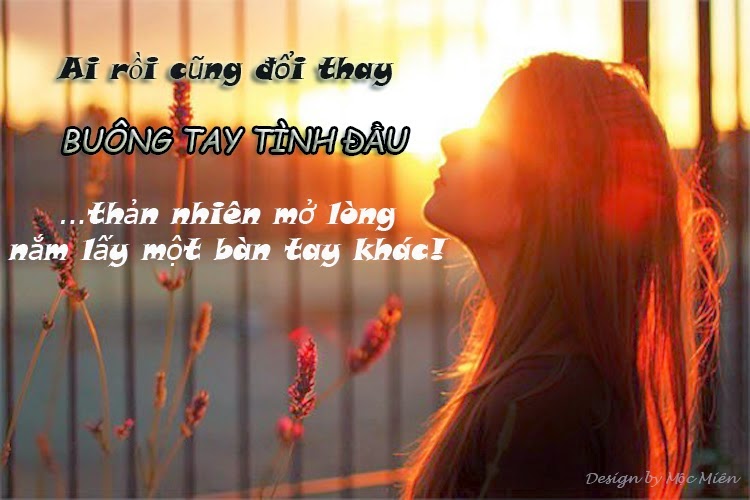 Ai rồi cũng đổi thay
BUÔNG TAY TÌNH ĐẦU
...thản nhiên mở lòng
nắm lấy một bàn tay khác!
Design by Mộc Miên